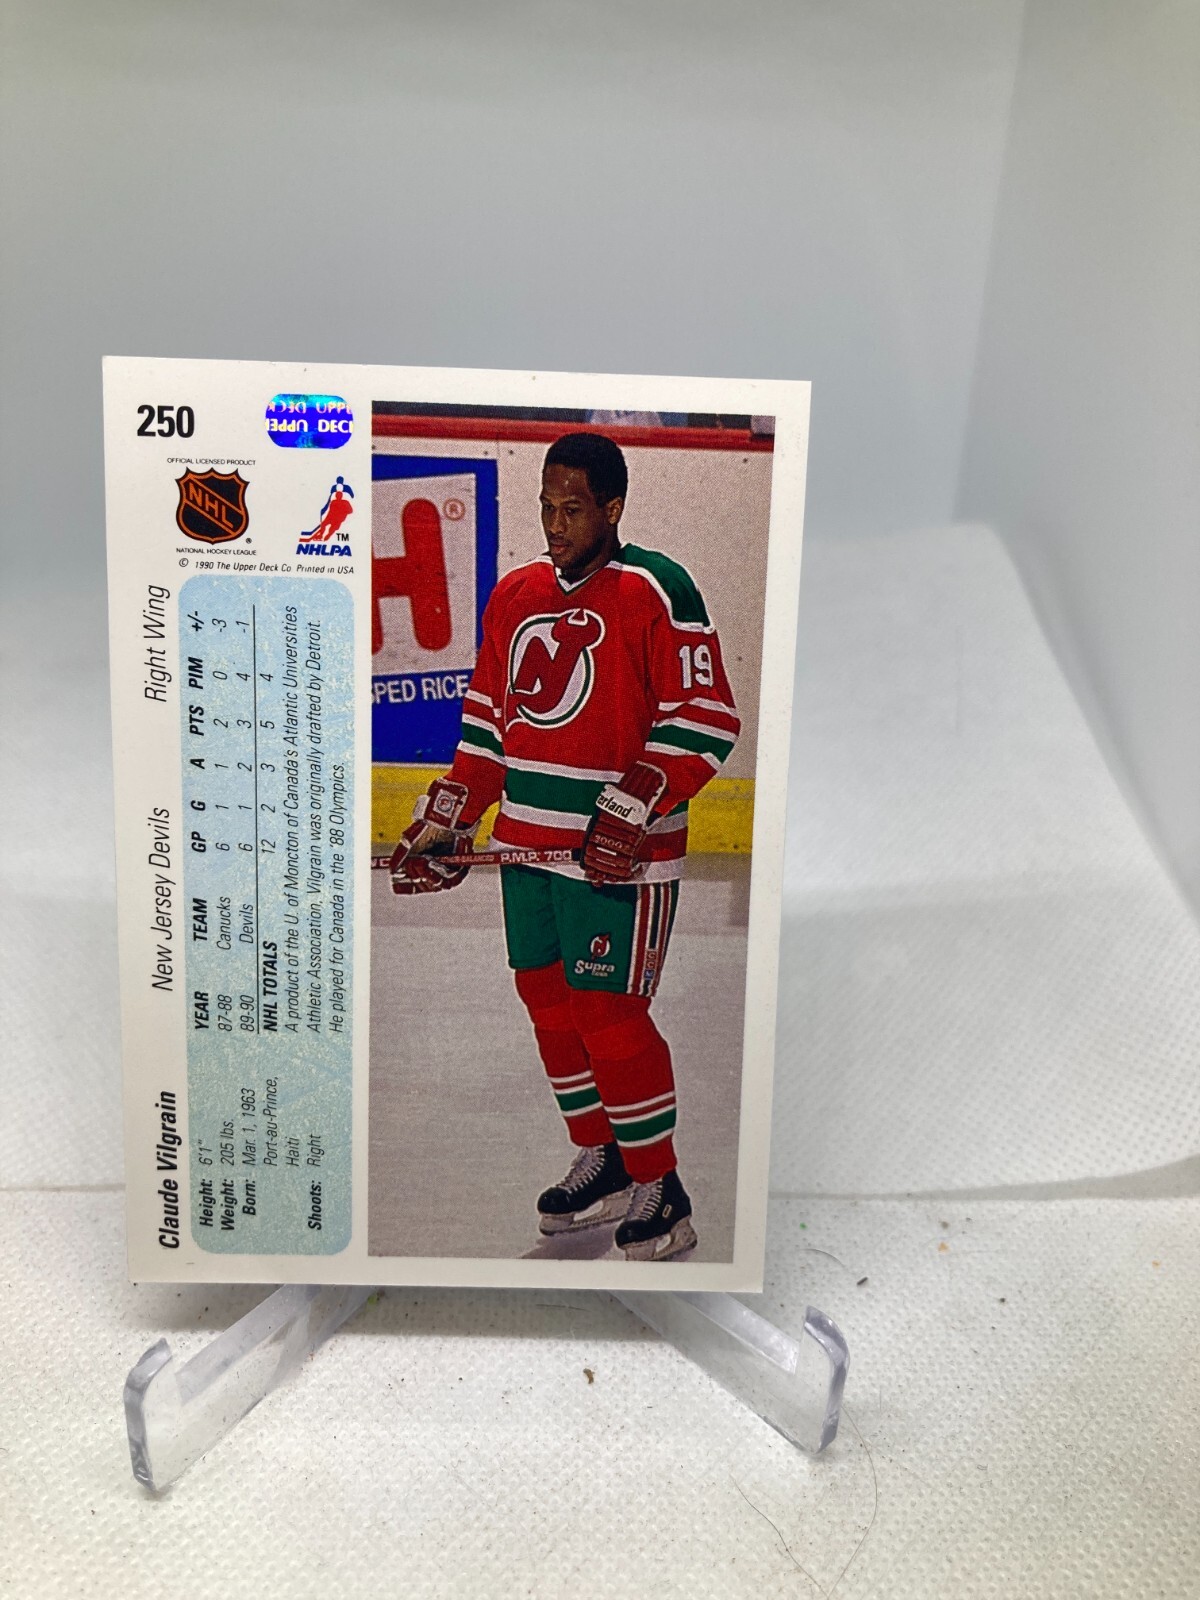 250
UPPER DECK
OFFICIAL LICENSED PRODUCT
NHL
®
NATIONAL HOCKEY LEAGUE
TM
NHLPA
© 1990 The Upper Deck Co. Printed in USA
Claude Vilgrain New Jersey Devils Right Wing
Height: 6'1"
Weight: 205 lbs.
Born: Mar. 1, 1963
Port-au-Prince,
Haiti
Shoots: Right
YEAR TEAM GP G A PTS PIM +/-
87-88 Canucks 6 1 1 2 0 -3
89-90 Devils 6 1 2 3 4 -1
NHL TOTALS 12 2 3 5 4
A product of the U. of Moncton of Canada's Atlantic Universities
Athletic Association, Vilgrain was originally drafted by Detroit.
He played for Canada in the '88 Olympics.
H®
SPED RICE
19
erland
2000
P.M.P. 700
Supra